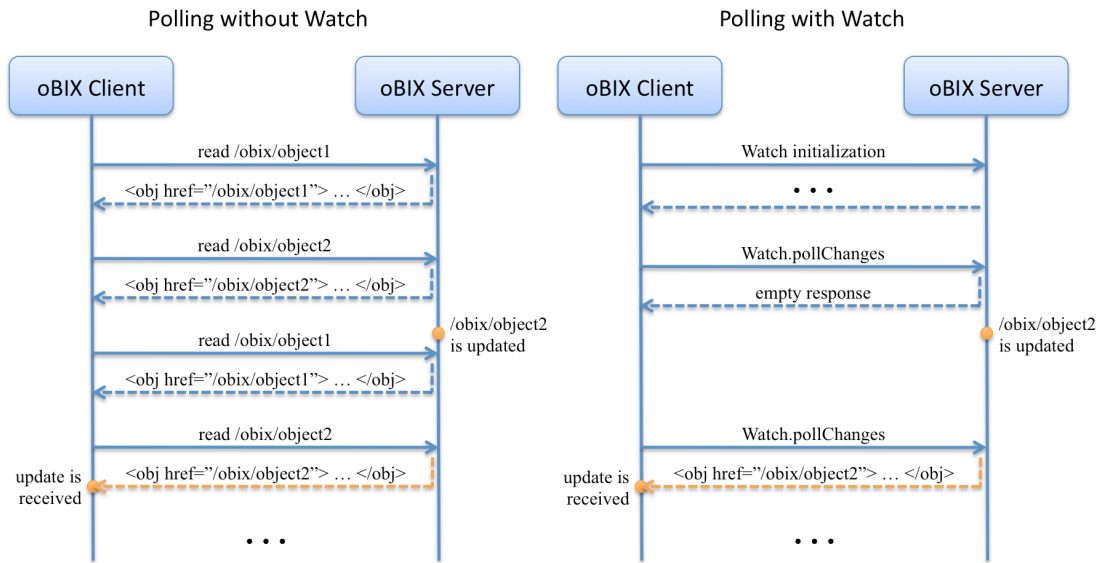 Polling without Watch
oBIX Client
oBIX Server
read /obix/object1
<obj href=”/obix/object1”> … </obj>
read /obix/object2
<obj href=”/obix/object2”> … </obj>
/obix/object2
is updated
read /obix/object1
<obj href=”/obix/object1”> … </obj>
read /obix/object2
<obj href=”/obix/object2”> … </obj>
update is
received
...
Polling with Watch
oBIX Client
oBIX Server
Watch initialization
...
Watch.pollChanges
empty response
/obix/object2
is updated
Watch.pollChanges
<obj href=”/obix/object2”> … </obj>
update is
received
...